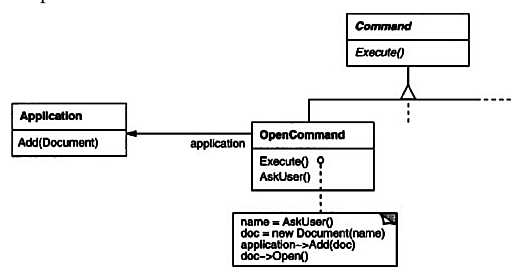 Command
Execute()
Application
Add(Document)
application
OpenCommand
Execute()
AskUser()
name = AskUser()
doc = new Document(name)
application->Add(doc)
doc->Open()